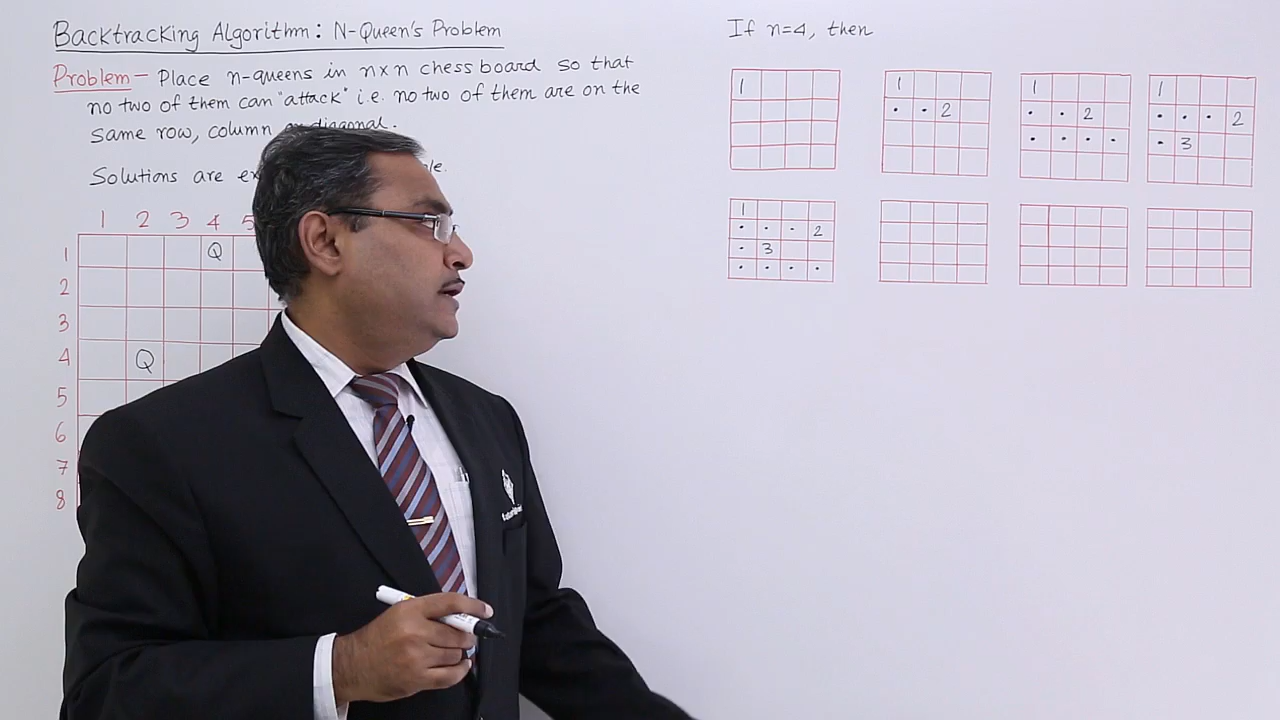 Backtracking Algorithm: N-Queen's Problem
Problem — Place n-queens in n×n chess board so that
no two of them can "attack" i.e. no two of them are on the
same row, column diagonal.
Solutions are
1 2 3 4
1 Q
2
3
4 Q
5
6
7
8
If n=4, then
1
1
· · 2
1
· · 2
· · · ·
1
· · · 2
· 3
1
· · · 2
· 3
· · · ·